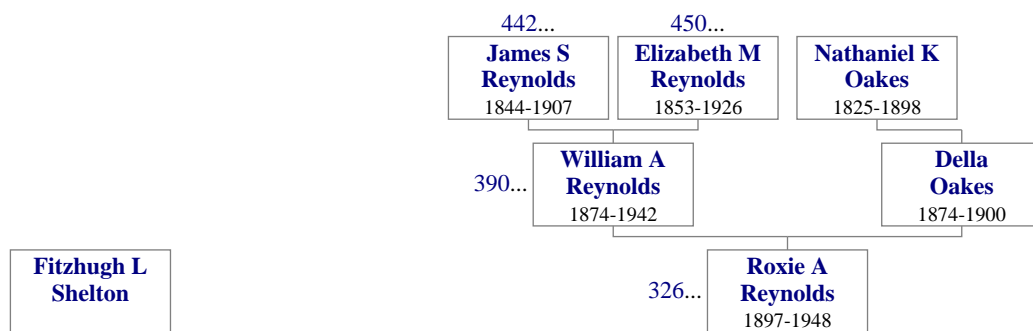 442...
450...
James S
Reynolds
1844-1907
Elizabeth M
Reynolds
1853-1926
Nathaniel K
Oakes
1825-1898
390...
William A
Reynolds
1874-1942
Della
Oakes
1874-1900
Fitzhugh L
Shelton
326...
Roxie A
Reynolds
1897-1948